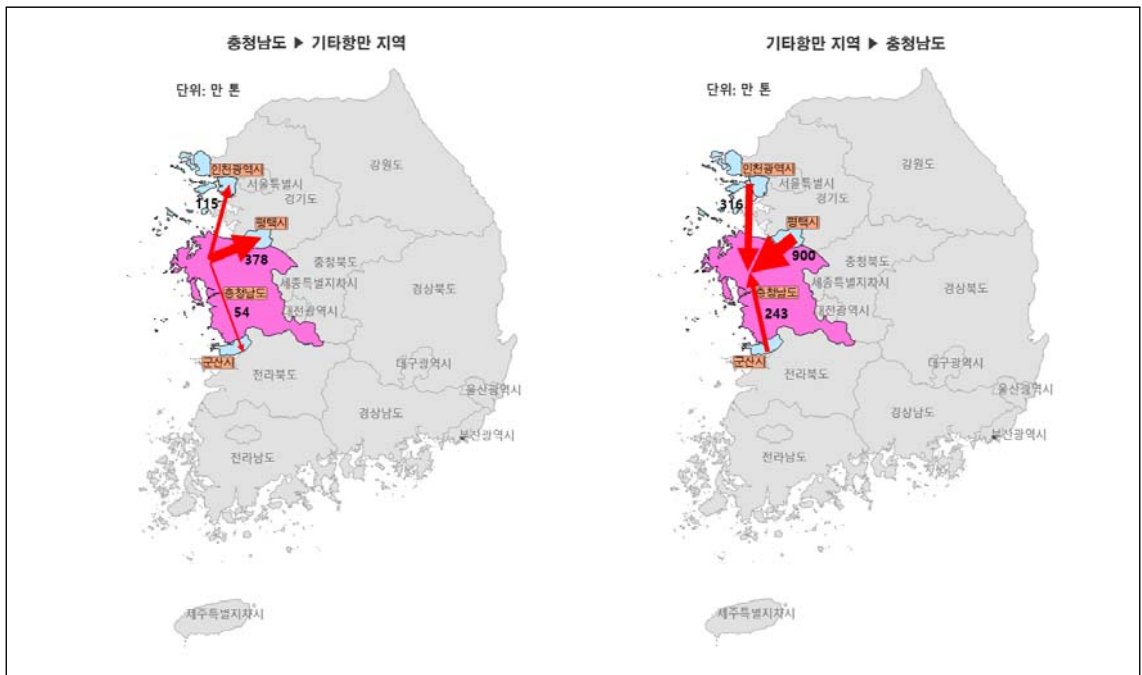 충청남도 ▶ 기타항만 지역
단위: 만 톤
인천광역시
서울특별시
강원도
경기도
115
평택시
378
충청북도
세종특별자치시
충청남도
경상북도
54
대전광역시
군산시
전라북도
대구광역시
울산광역시
경상남도
부산광역시
전라남도
제주특별자치시
기타항만 지역 ▶ 충청남도
단위: 만 톤
인천광역시
서울특별시
강원도
경기도
316
평택시
900
충청북도
세종특별자치시
충청남도
경상북도
243
대전광역시
군산시
전라북도
대구광역시
울산광역시
경상남도
부산광역시
전라남도
제주특별자치시